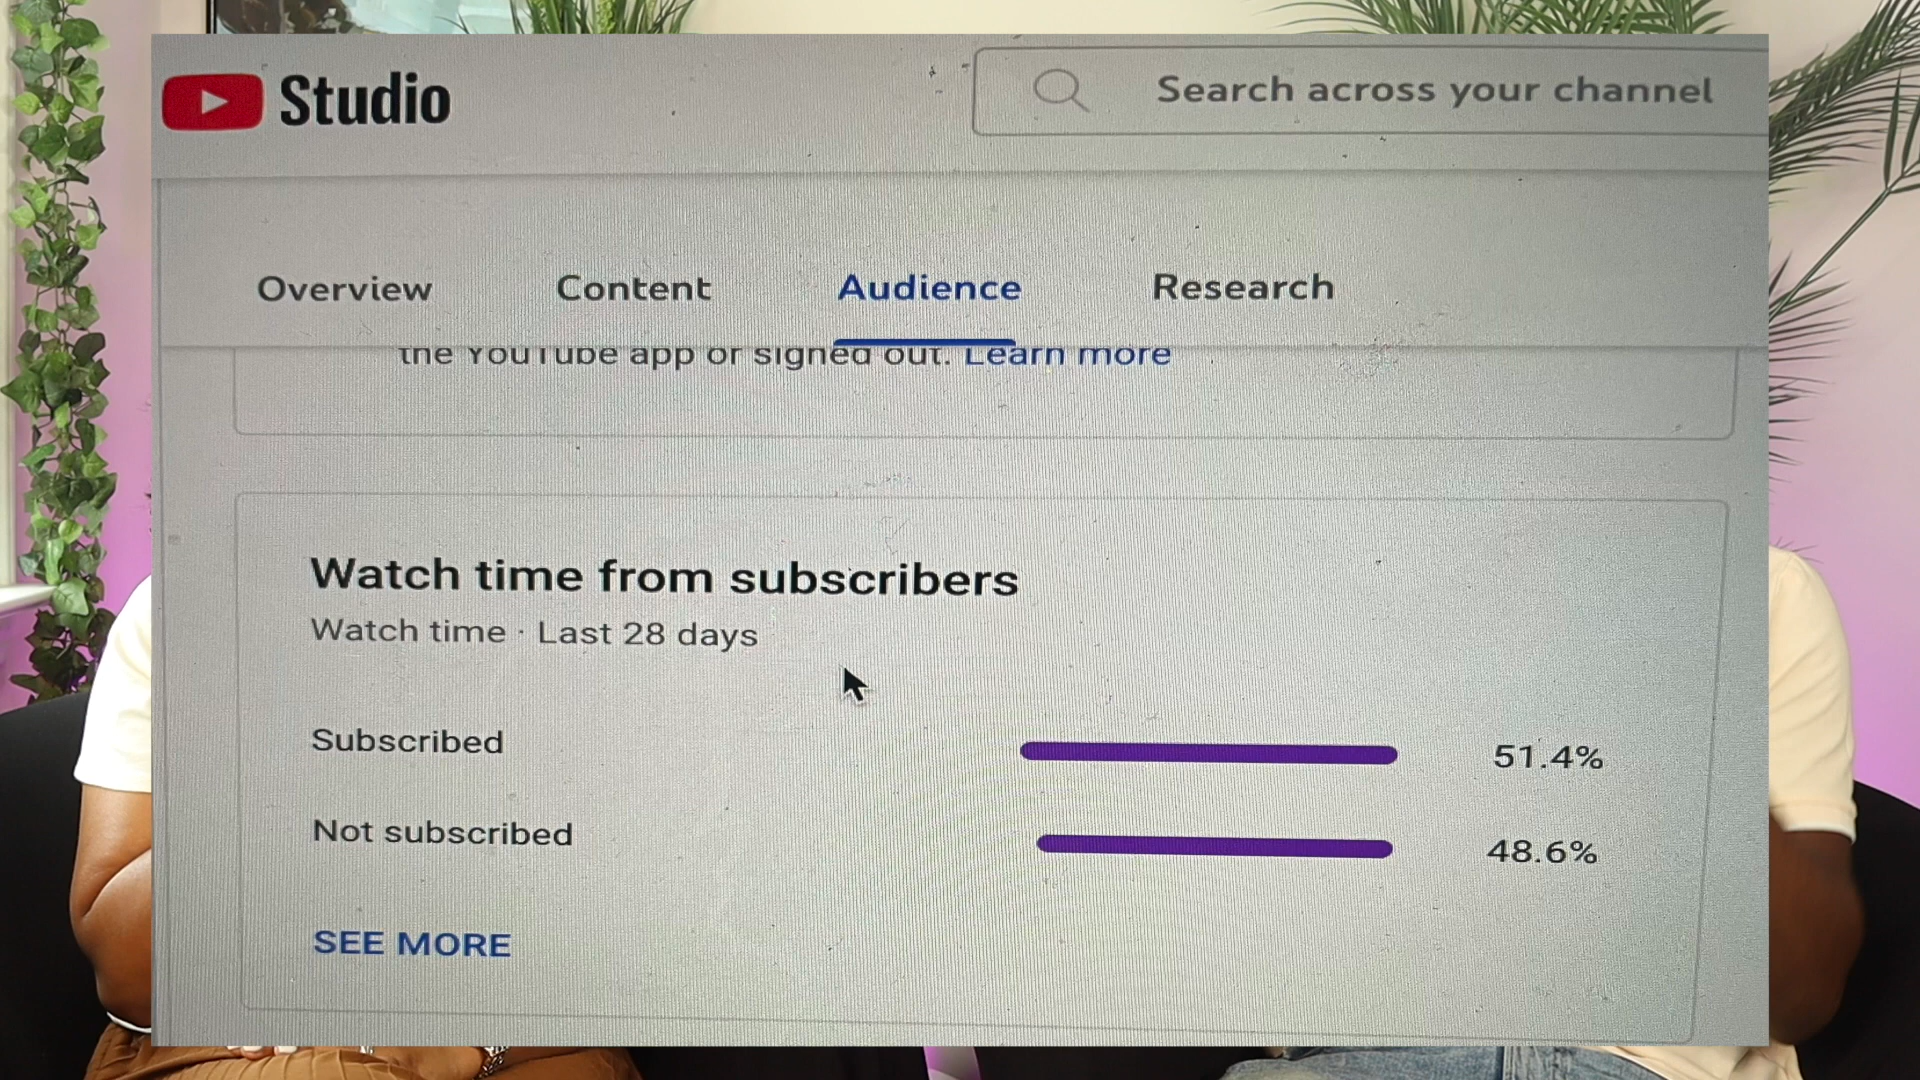 Studio
Search across your channel
Overview
Content
Audience
Research
the YouTube app or signed out. Learn more
Watch time from subscribers
Watch time · Last 28 days
Subscribed
51.4%
Not subscribed
48.6%
SEE MORE